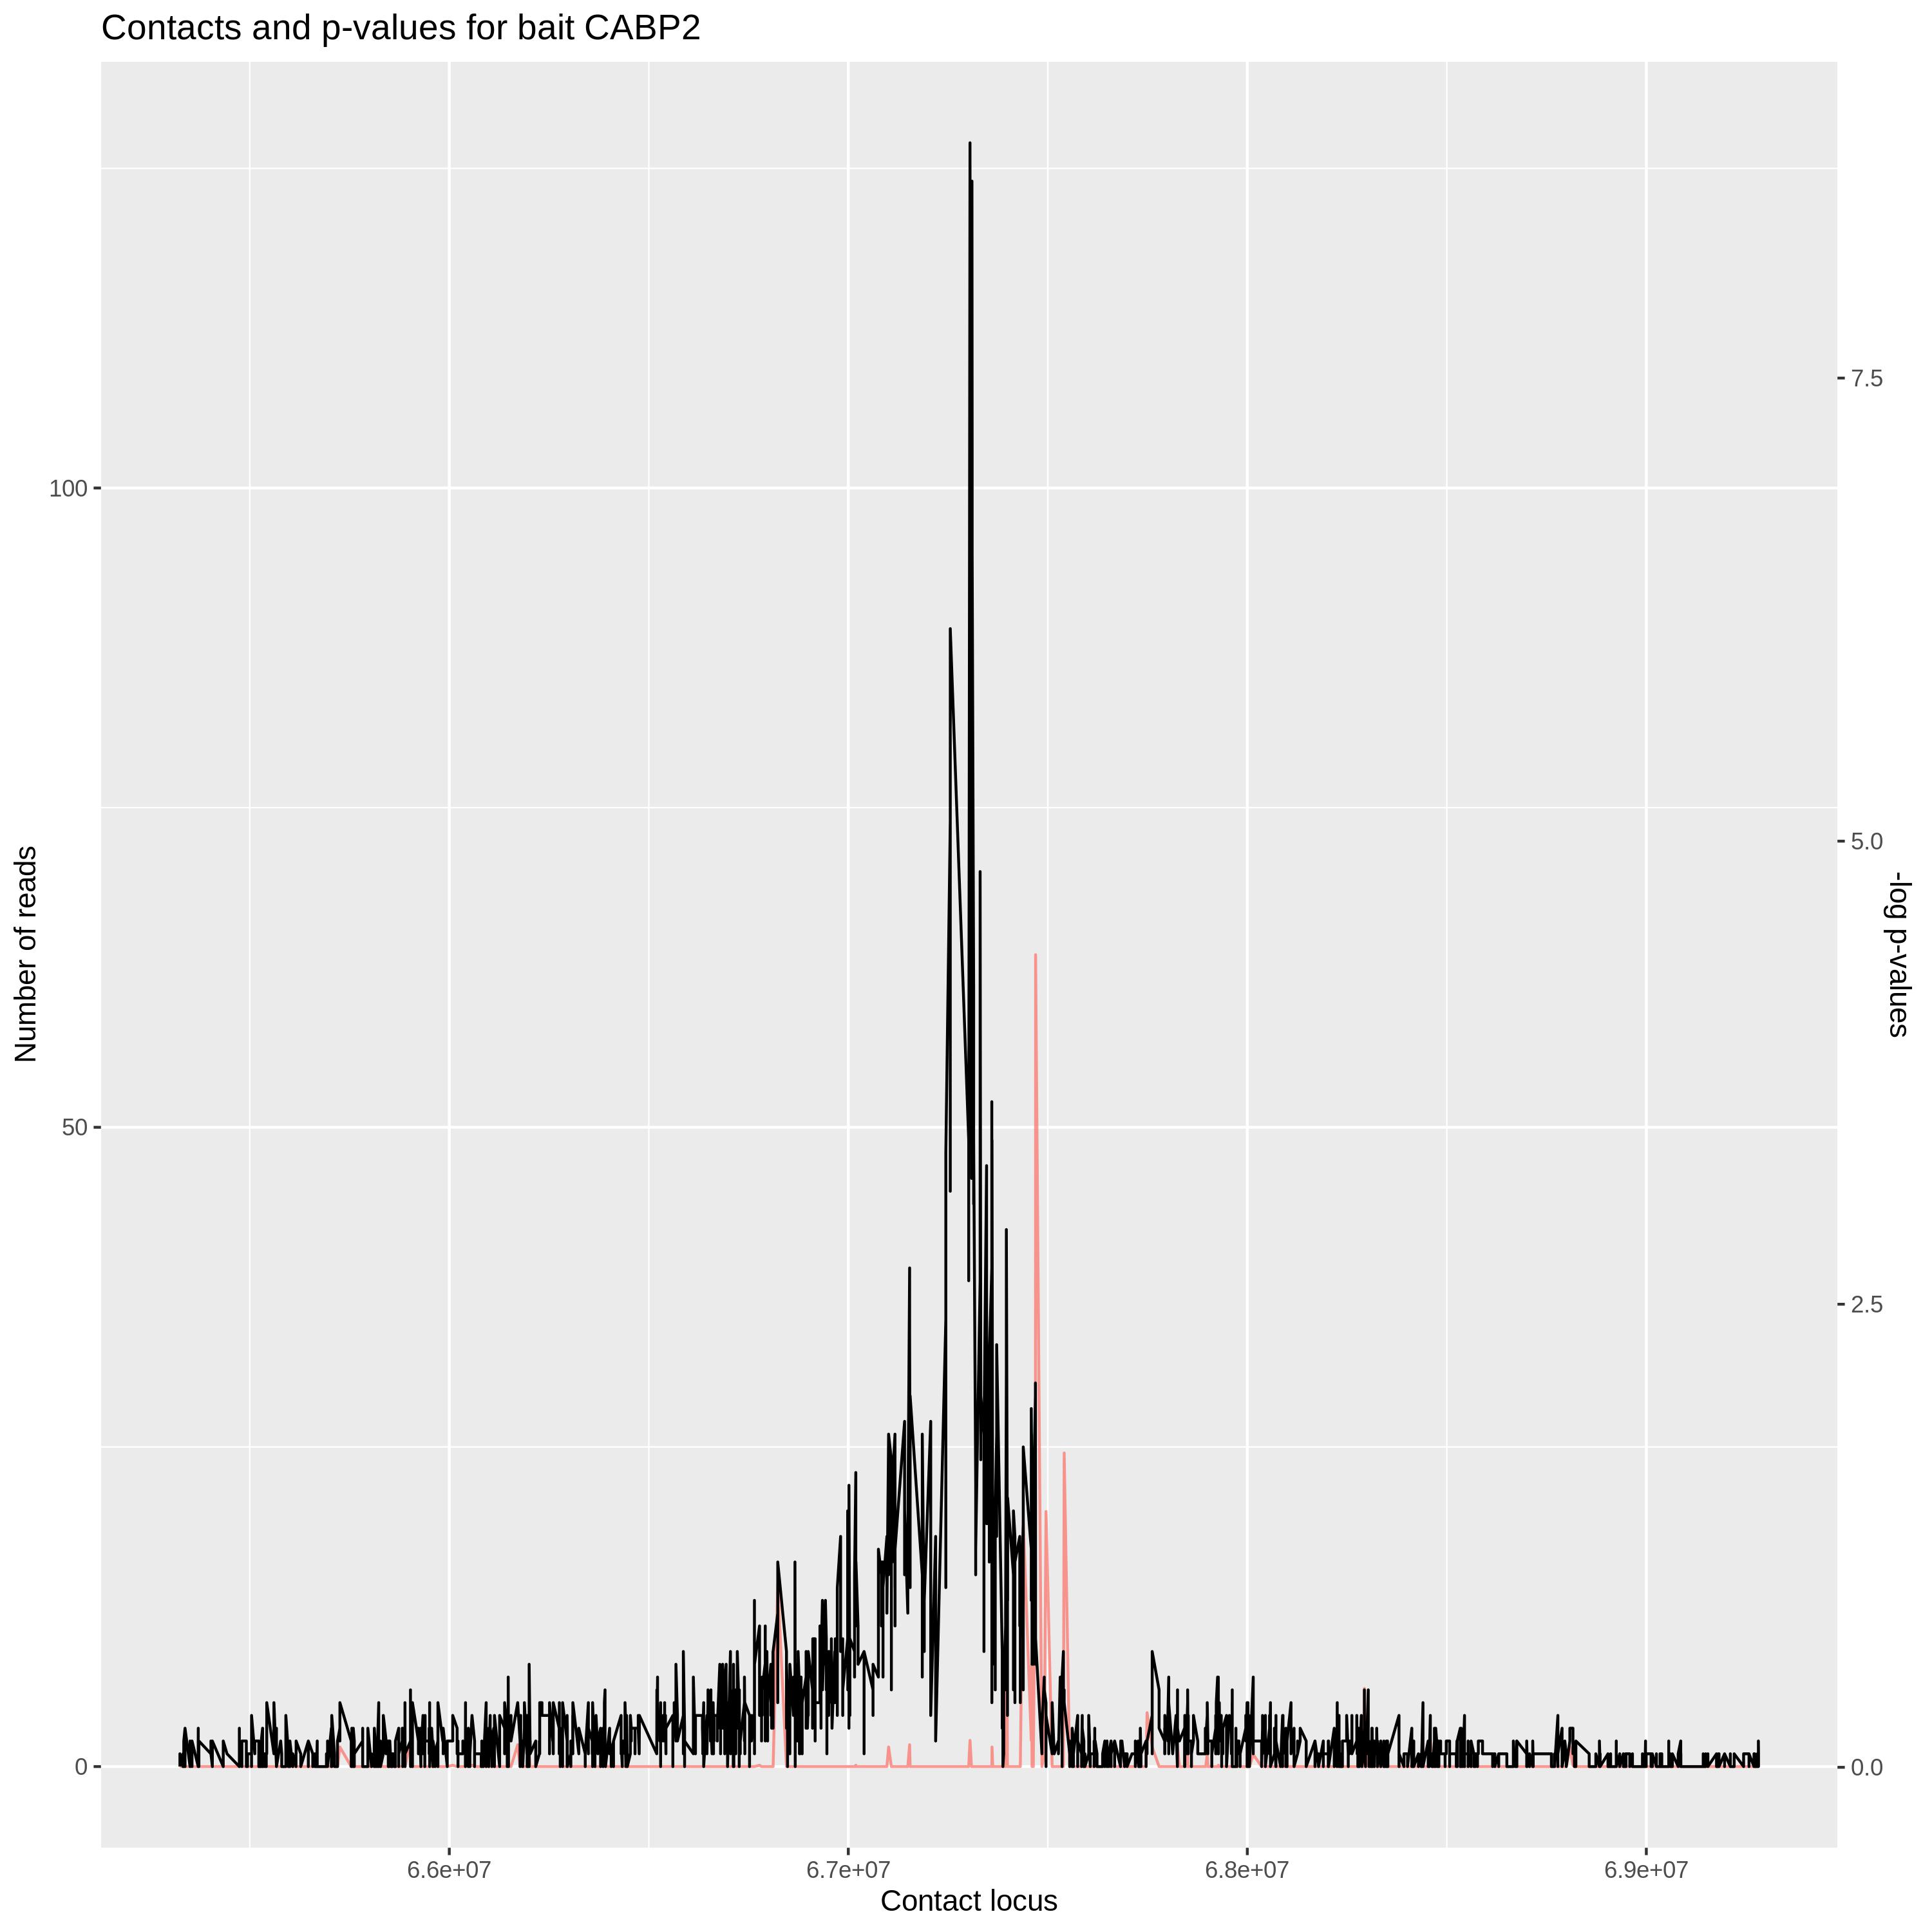 Contacts and p-values for bait CABP2
Number of reads
100
50
0
7.5
5.0
2.5
0.0
-log p-values
6.6e+07
6.7e+07
6.8e+07
6.9e+07
Contact locus